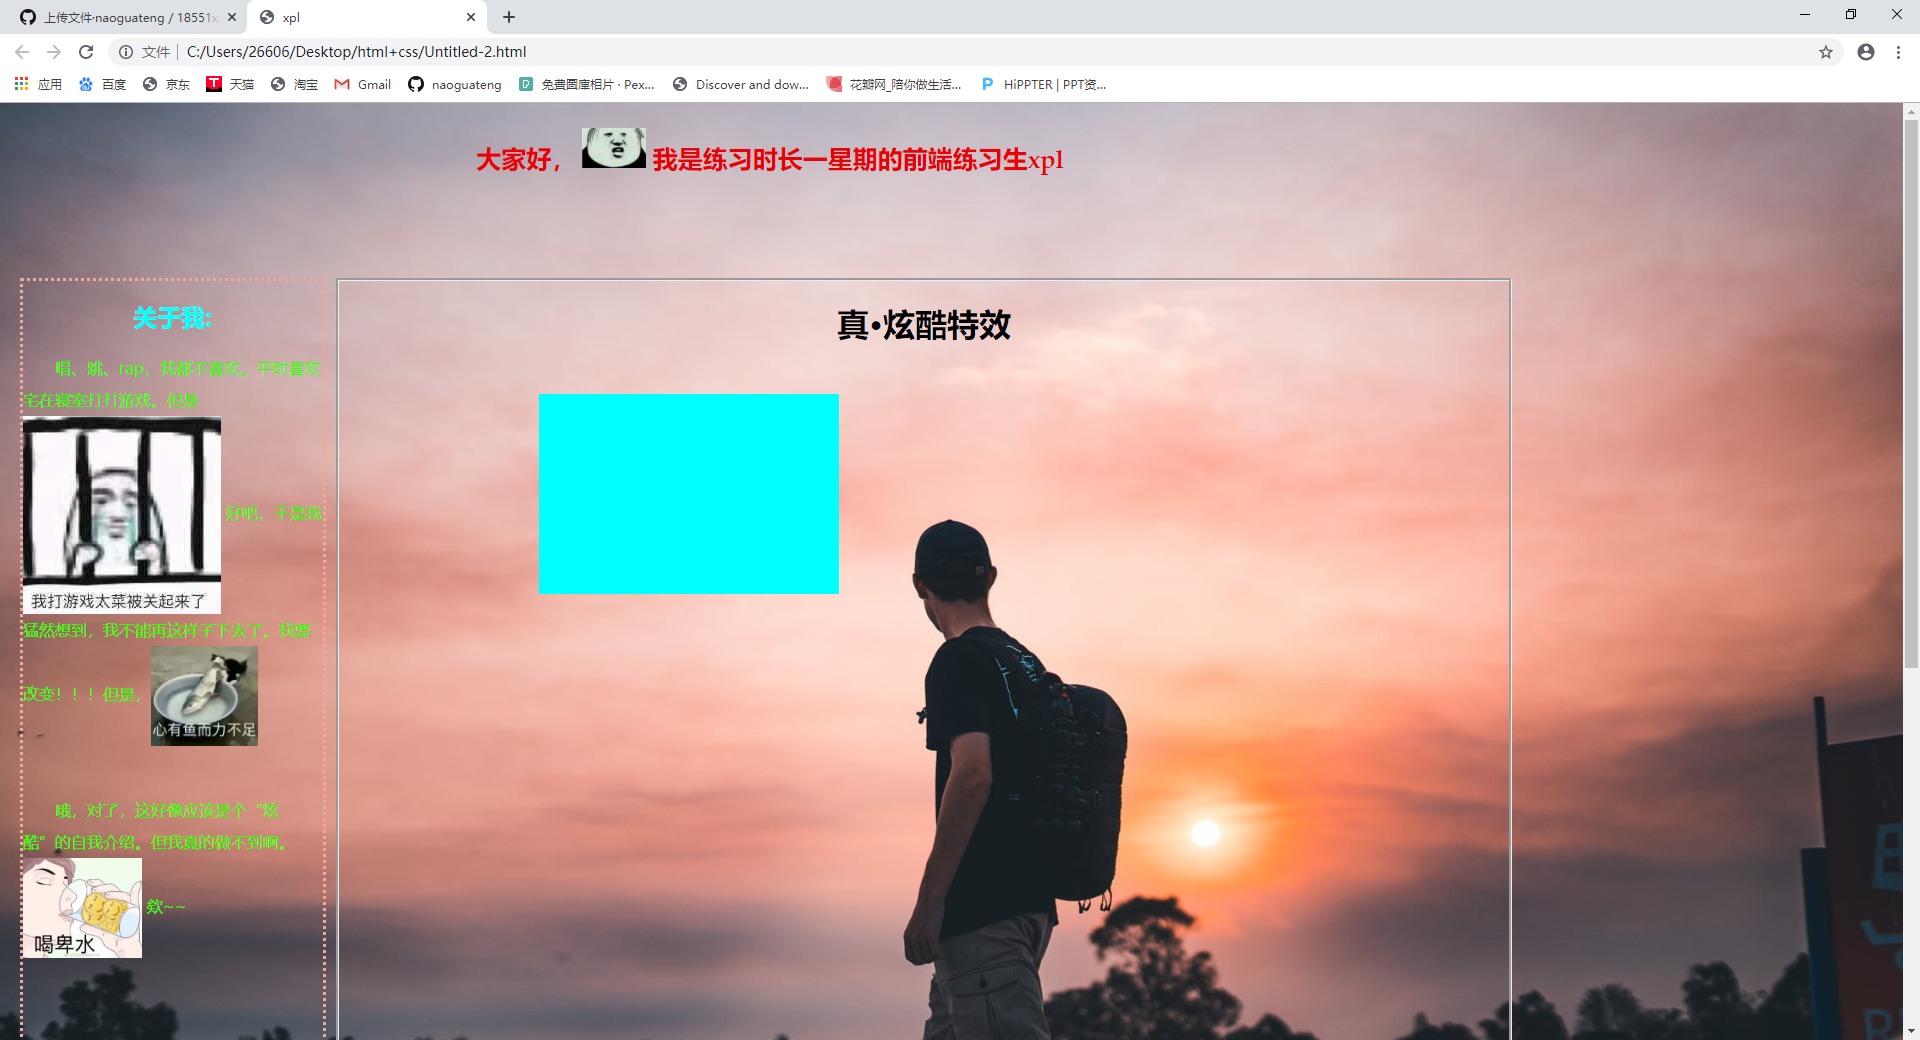 上传文件·naoguateng / 18551x
xpl
文件
C:/Users/26606/Desktop/html+css/Untitled-2.html
应用
百度
京东
天猫
淘宝
Gmail
naoguateng
免費圖庫相片 · Pex...
Discover and dow...
花瓣网_陪你做生活...
HiPPTER | PPT资...
大家好，
我是练习时长一星期的前端练习生xpl
关于我:
唱、跳、rap，我都不喜欢。平时喜欢
宅在寝室打打游戏。但是
我打游戏太菜被关起来了
好吧，于是我
猛然想到，我不能再这样子下去了。我要
改变！！！但是，
心有鱼而力不足
哦，对了，这好像应该是个“炫
酷”的自我介绍。但我真的做不到啊。
喝卑水
欸~~
真•炫酷特效